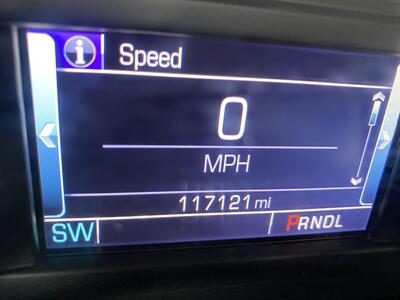 i Speed
0
MPH
117121 mi
SW PRNDL